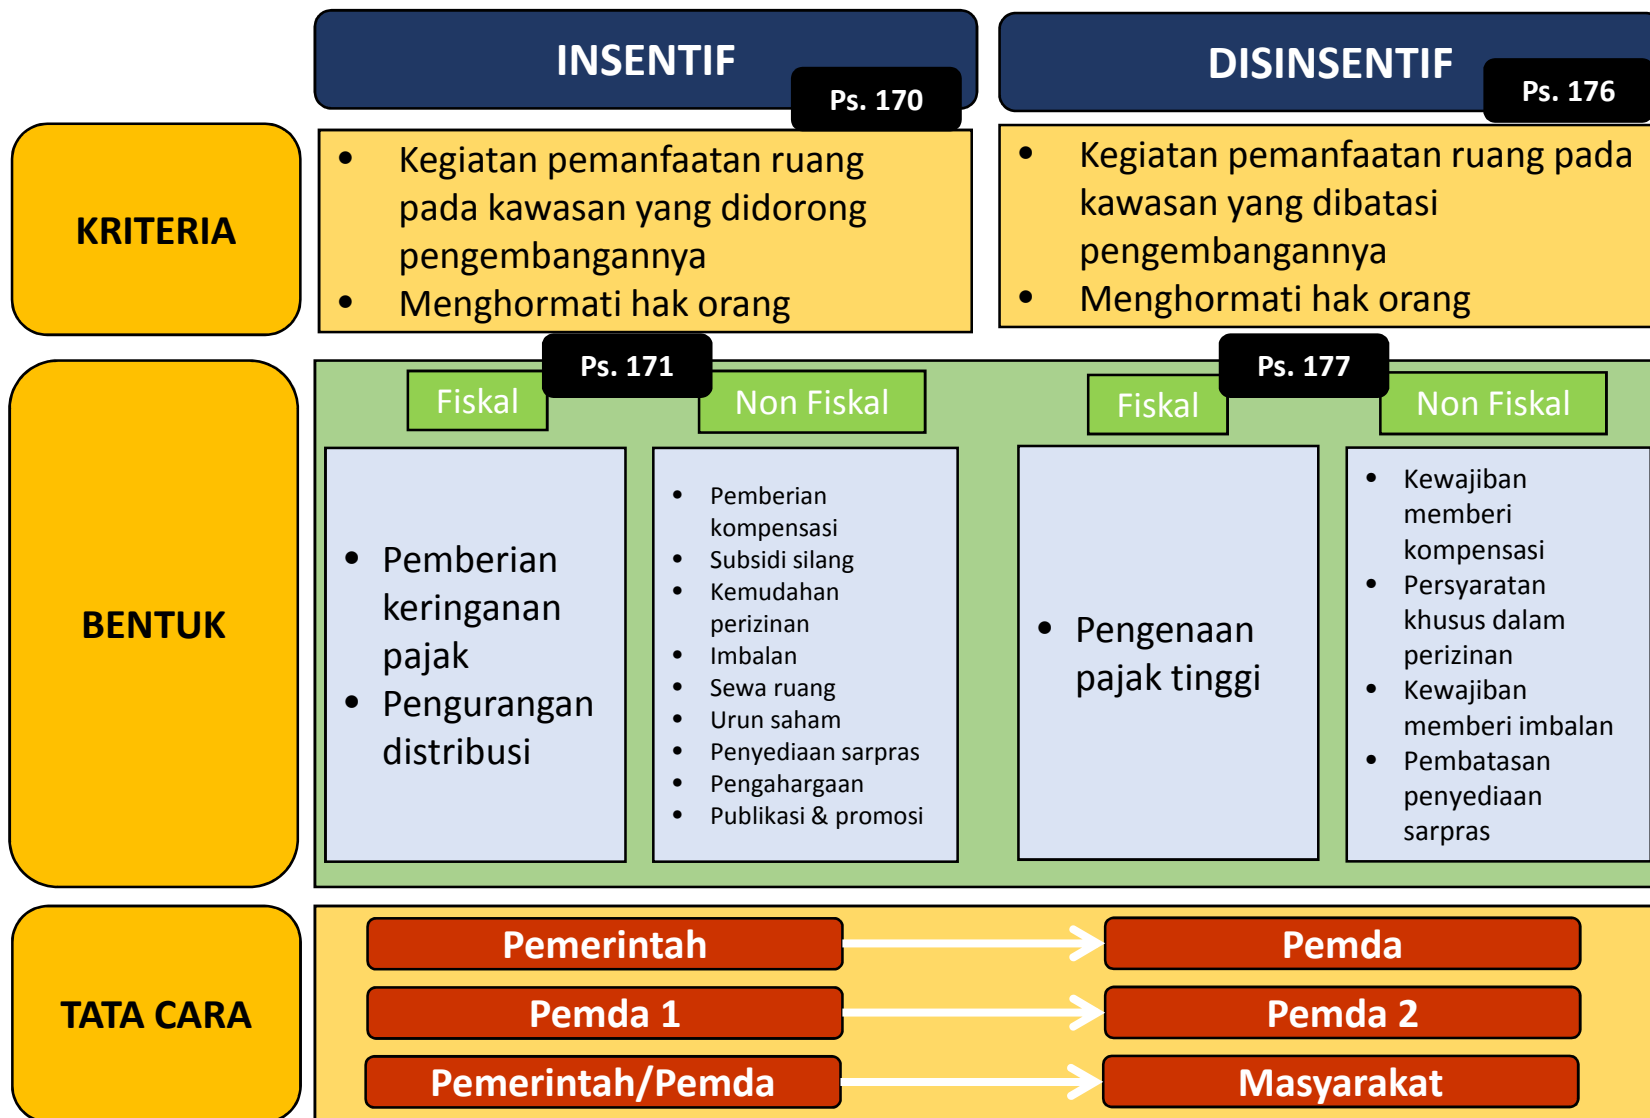 INSENTIF
Ps. 170
DISINSENTIF
Ps. 176
KRITERIA
• Kegiatan pemanfaatan ruang
pada kawasan yang didorong
pengembangannya
• Menghormati hak orang
• Kegiatan pemanfaatan ruang pada
kawasan yang dibatasi
pengembangannya
• Menghormati hak orang
BENTUK
Ps. 171
Fiskal
Non Fiskal
• Pemberian
keringanan
pajak
• Pengurangan
distribusi
• Pemberian
kompensasi
• Subsidi silang
• Kemudahan
perizinan
• Imbalan
• Sewa ruang
• Urun saham
• Penyediaan sarpras
• Pengahargaan
• Publikasi & promosi
Ps. 177
Fiskal
Non Fiskal
• Pengenaan
pajak tinggi
• Kewajiban
memberi
kompensasi
• Persyaratan
khusus dalam
perizinan
• Kewajiban
memberi imbalan
• Pembatasan
penyediaan
sarpras
TATA CARA
Pemerintah
Pemda
Pemda 1
Pemda 2
Pemerintah/Pemda
Masyarakat